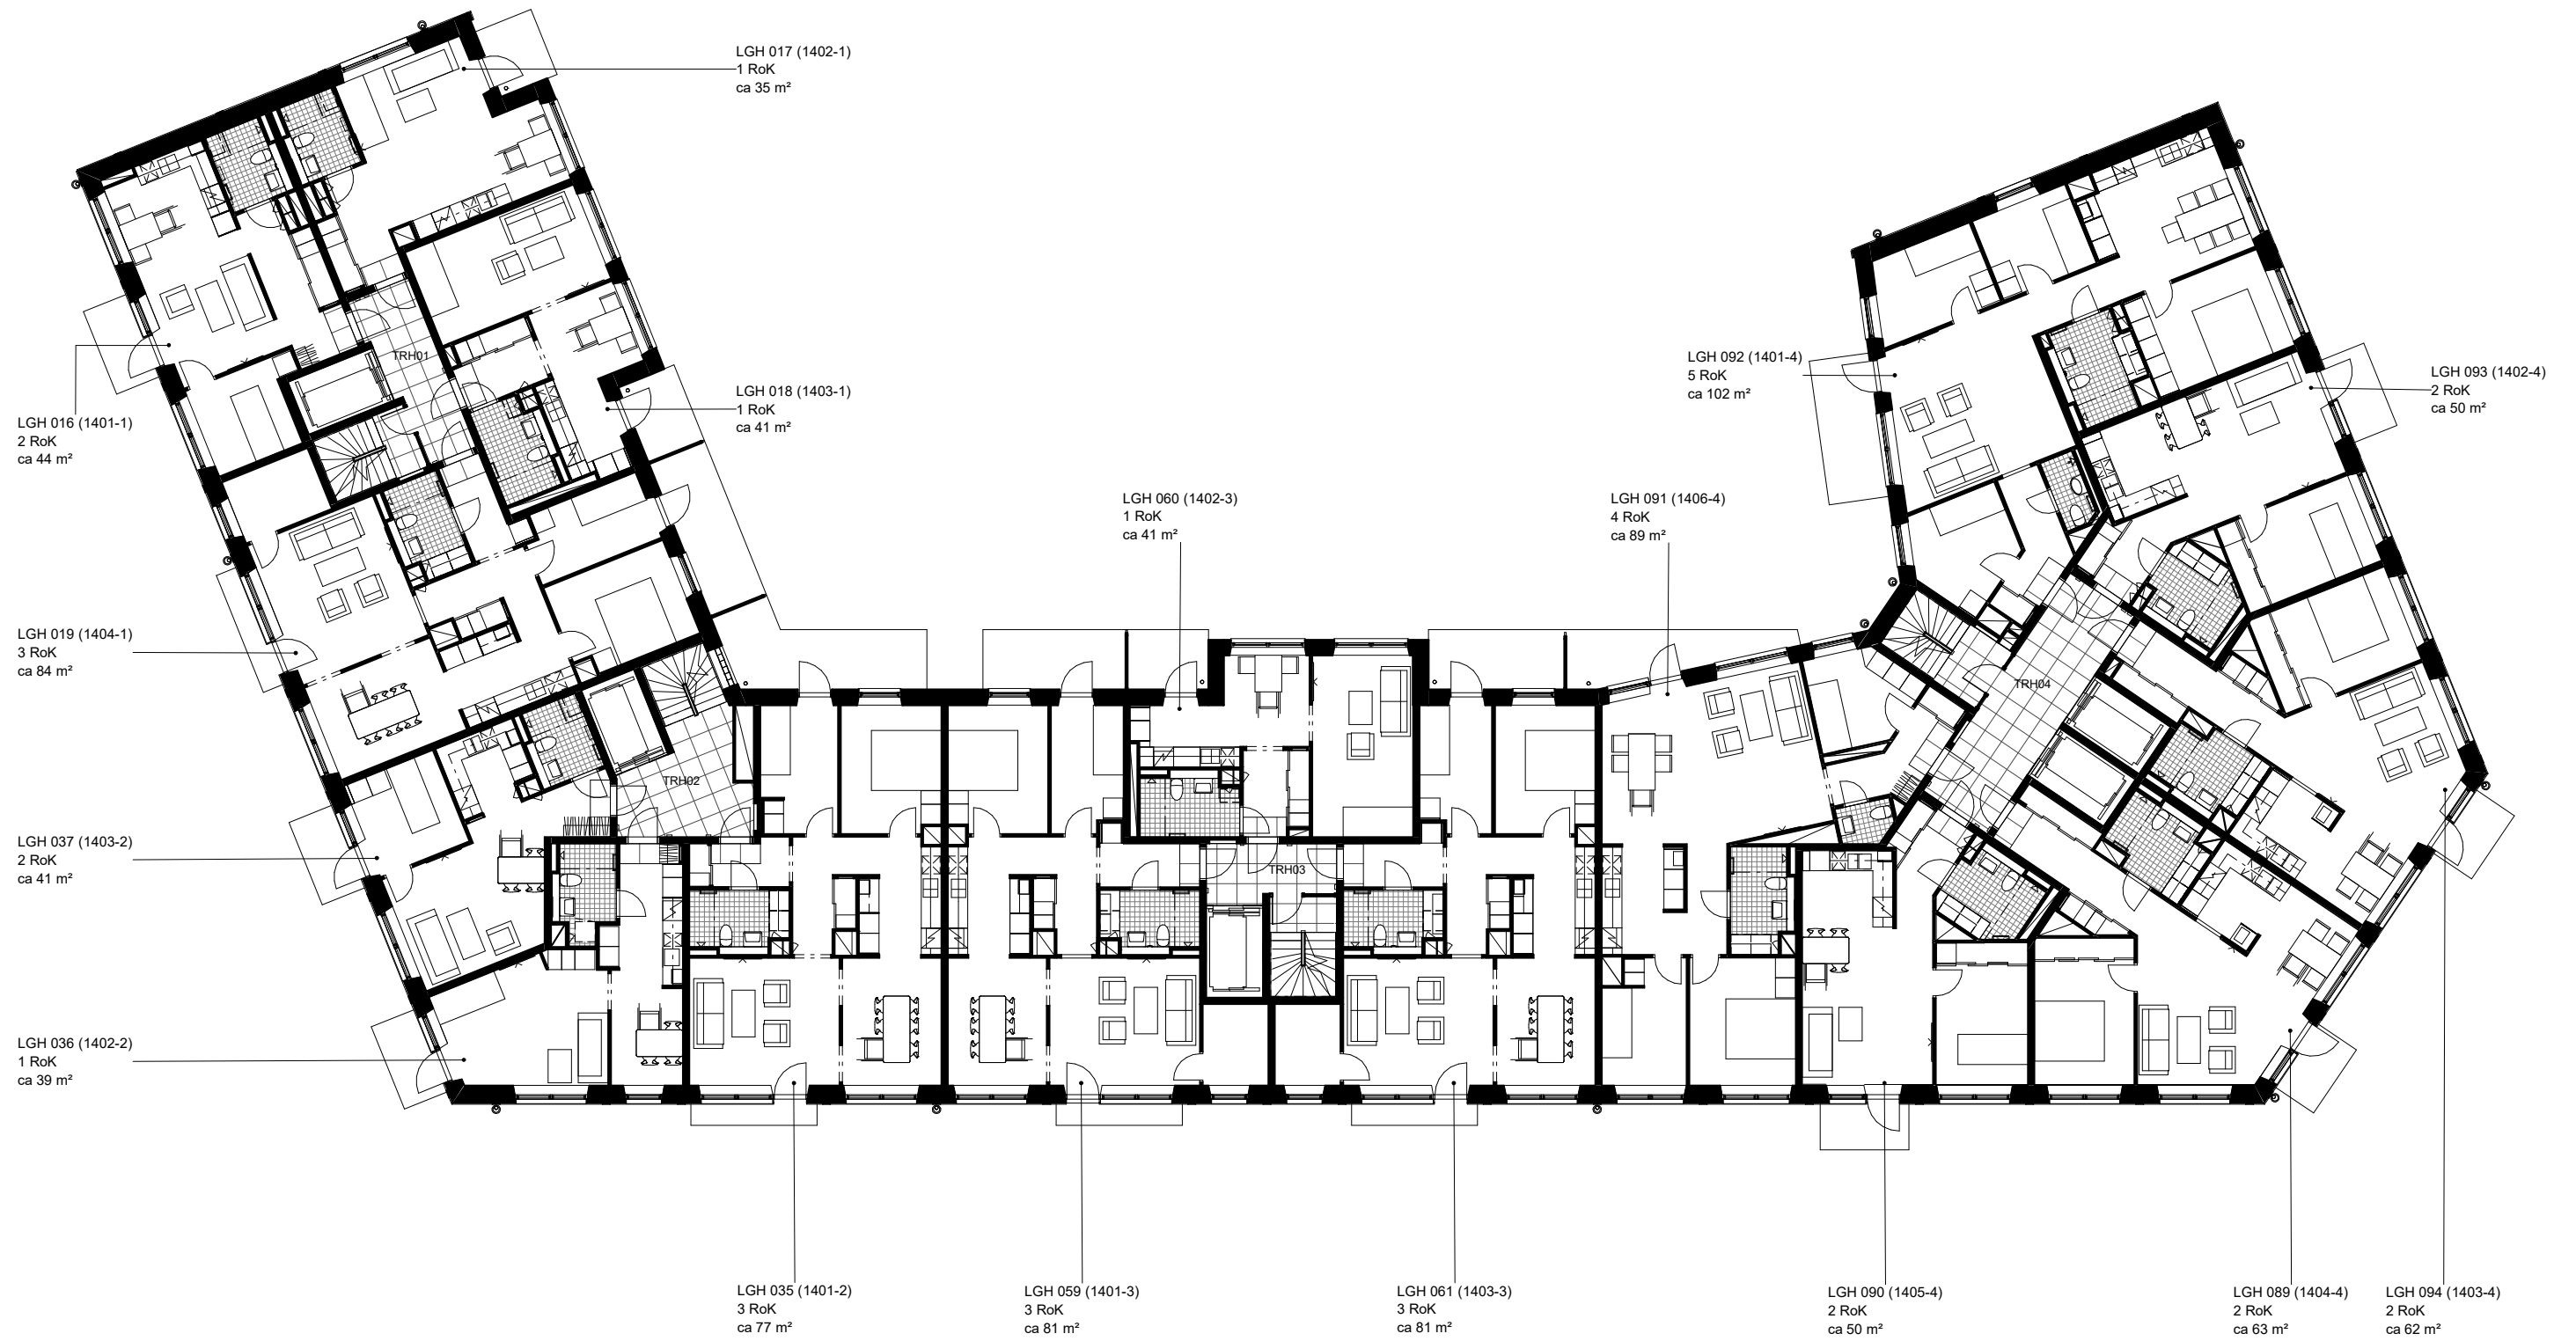 LGH 017 (1402-1)
1 RoK
ca 35 m²
TRH01
LGH 016 (1401-1)
2 RoK
ca 44 m²
LGH 018 (1403-1)
1 RoK
ca 41 m²
LGH 092 (1401-4)
5 RoK
ca 102 m²
LGH 093 (1402-4)
2 RoK
ca 50 m²
LGH 060 (1402-3)
1 RoK
ca 41 m²
LGH 091 (1406-4)
4 RoK
ca 89 m²
LGH 019 (1404-1)
3 RoK
ca 84 m²
TRH04
TRH02
LGH 037 (1403-2)
2 RoK
ca 41 m²
TRH03
LGH 036 (1402-2)
1 RoK
ca 39 m²
LGH 035 (1401-2)
3 RoK
ca 77 m²
LGH 059 (1401-3)
3 RoK
ca 81 m²
LGH 061 (1403-3)
3 RoK
ca 81 m²
LGH 090 (1405-4)
2 RoK
ca 50 m²
LGH 089 (1404-4)
2 RoK
ca 63 m²
LGH 094 (1403-4)
2 RoK
ca 62 m²